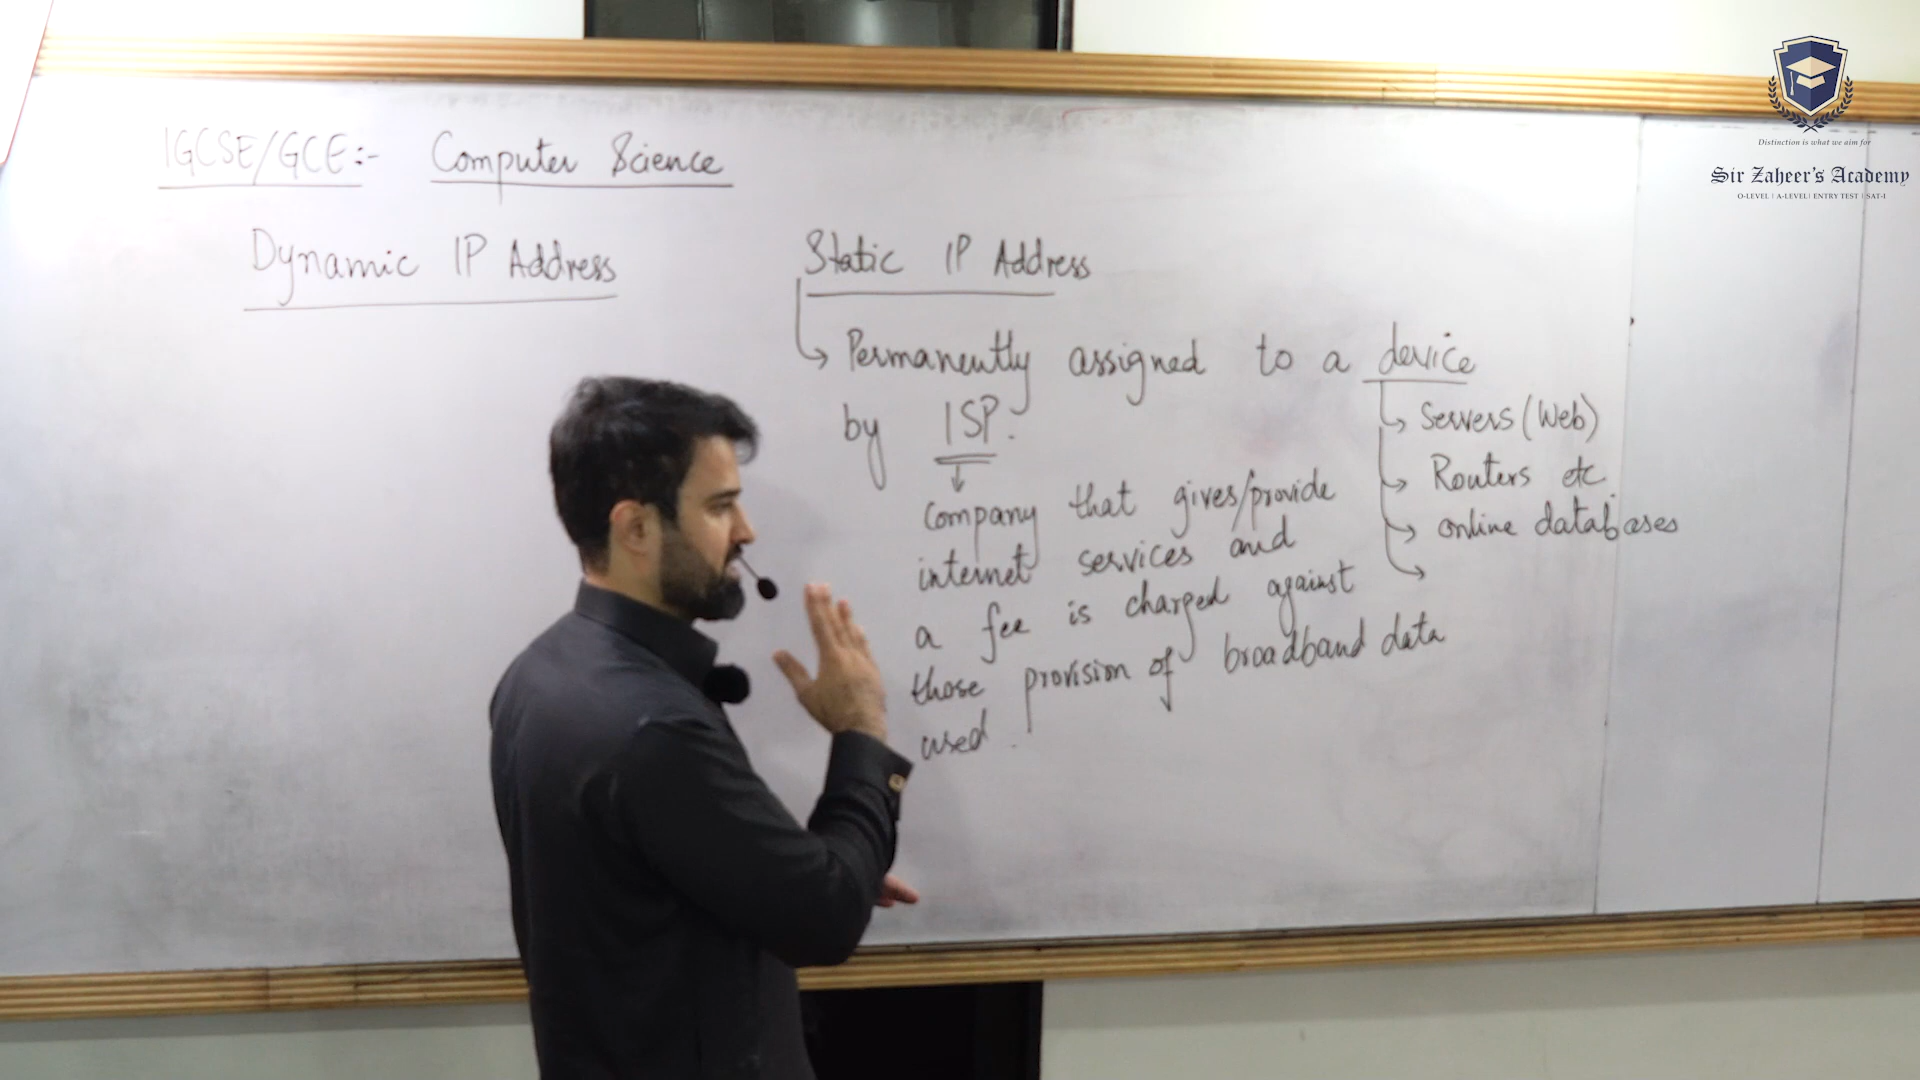 IGCSE/GCE:- Computer Science
Dynamic IP Address
Static IP Address
Permanently assigned to a device
by ISP.
Company that gives/provide
internet services and
a fee is charged against
those provision of broadband data
used.
Servers (Web)
Routers etc.
online databases
Distinction is what we aim for
Sir Zaheer's Academy
O-LEVEL | A-LEVEL | ENTRY TEST | SAT-I